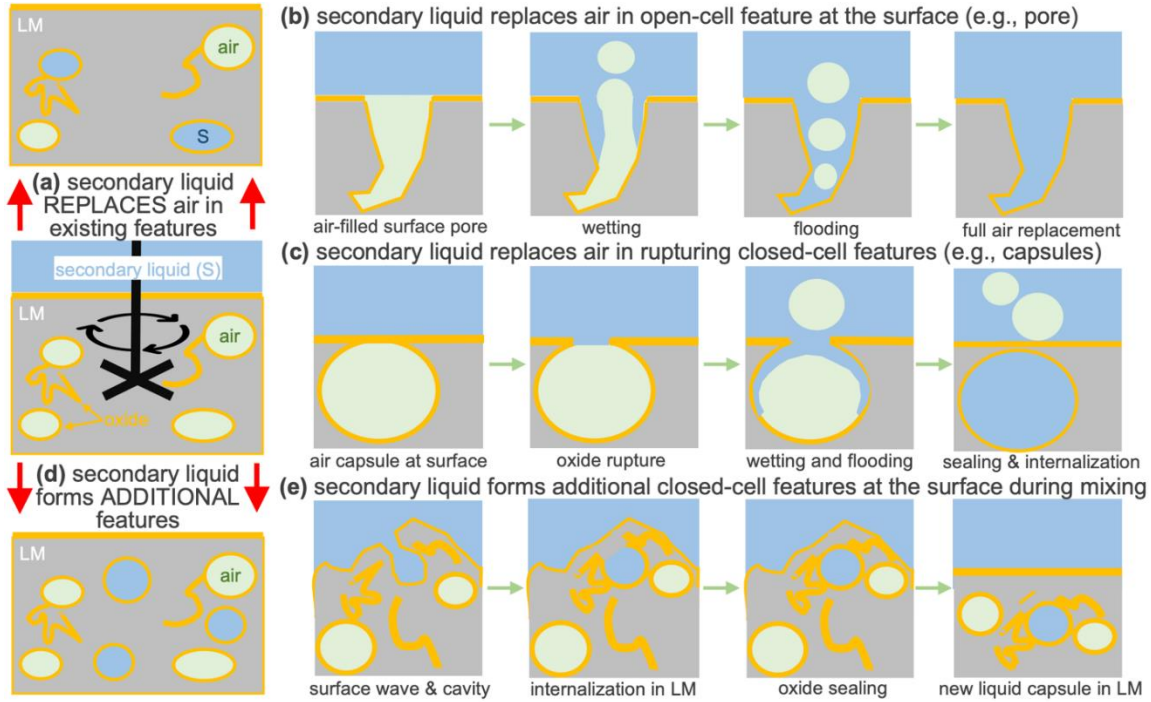 LM
air
S
(a) secondary liquid
REPLACES air in
existing features
secondary liquid (S)
LM
air
oxide
(d) secondary liquid
forms ADDITIONAL
features
LM
air
(b) secondary liquid replaces air in open-cell feature at the surface (e.g., pore)
air-filled surface pore
wetting
flooding
full air replacement
(c) secondary liquid replaces air in rupturing closed-cell features (e.g., capsules)
air capsule at surface
oxide rupture
wetting and flooding
sealing & internalization
(e) secondary liquid forms additional closed-cell features at the surface during mixing
surface wave & cavity
internalization in LM
oxide sealing
new liquid capsule in LM